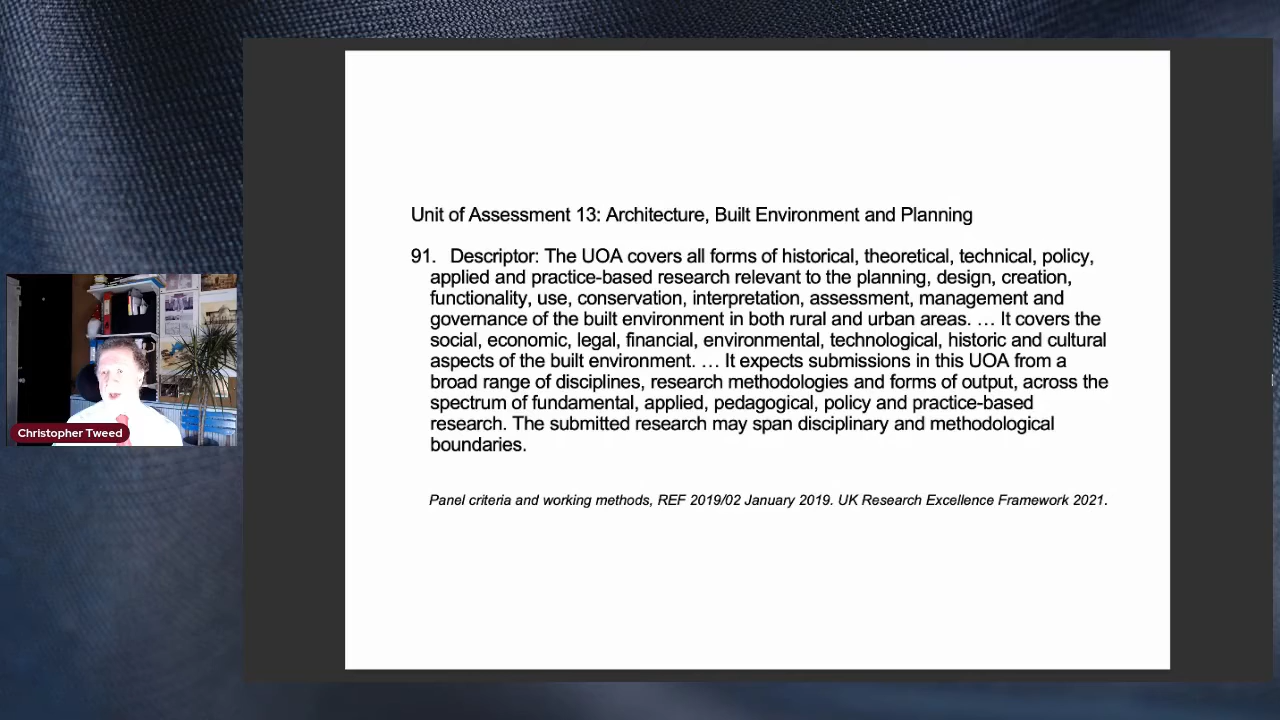 Unit of Assessment 13: Architecture, Built Environment and Planning
91. Descriptor: The UOA covers all forms of historical, theoretical, technical, policy,
applied and practice-based research relevant to the planning, design, creation,
functionality, use, conservation, interpretation, assessment, management and
governance of the built environment in both rural and urban areas. … It covers the
social, economic, legal, financial, environmental, technological, historic and cultural
aspects of the built environment. … It expects submissions in this UOA from a
broad range of disciplines, research methodologies and forms of output, across the
spectrum of fundamental, applied, pedagogical, policy and practice-based
research. The submitted research may span disciplinary and methodological
boundaries.
Panel criteria and working methods, REF 2019/02 January 2019. UK Research Excellence Framework 2021.
Christopher Tweed